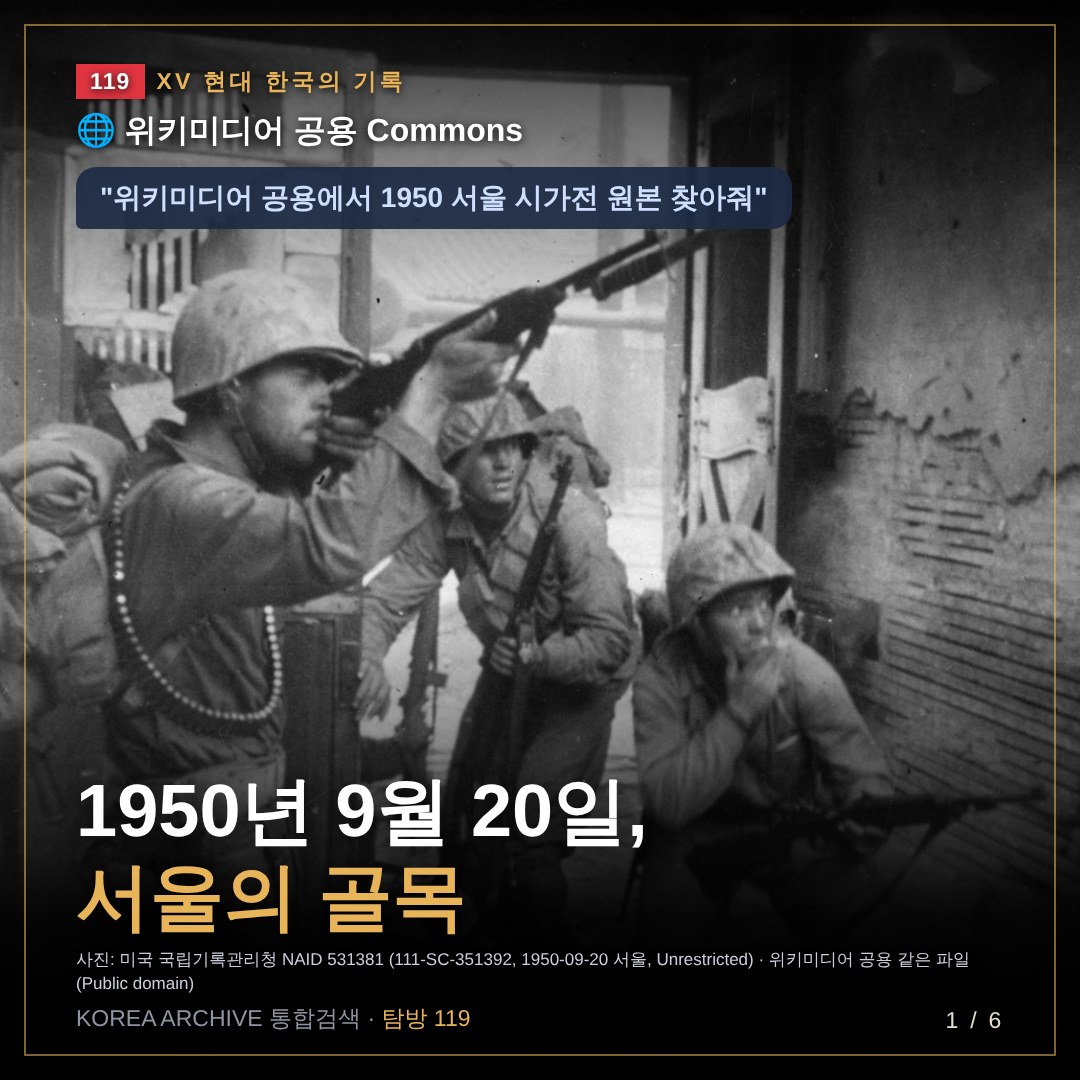 119 XV 현대 한국의 기록
위키미디어 공용 Commons
"위키미디어 공용에서 1950 서울 시가전 원본 찾아줘"
1950년 9월 20일,
서울의 골목
사진: 미국 국립기록관리청 NAID 531381 (111-SC-351392, 1950-09-20 서울, Unrestricted) · 위키미디어 공용 같은 파일
(Public domain)
KOREA ARCHIVE 통합검색 · 탐방 119
1 / 6